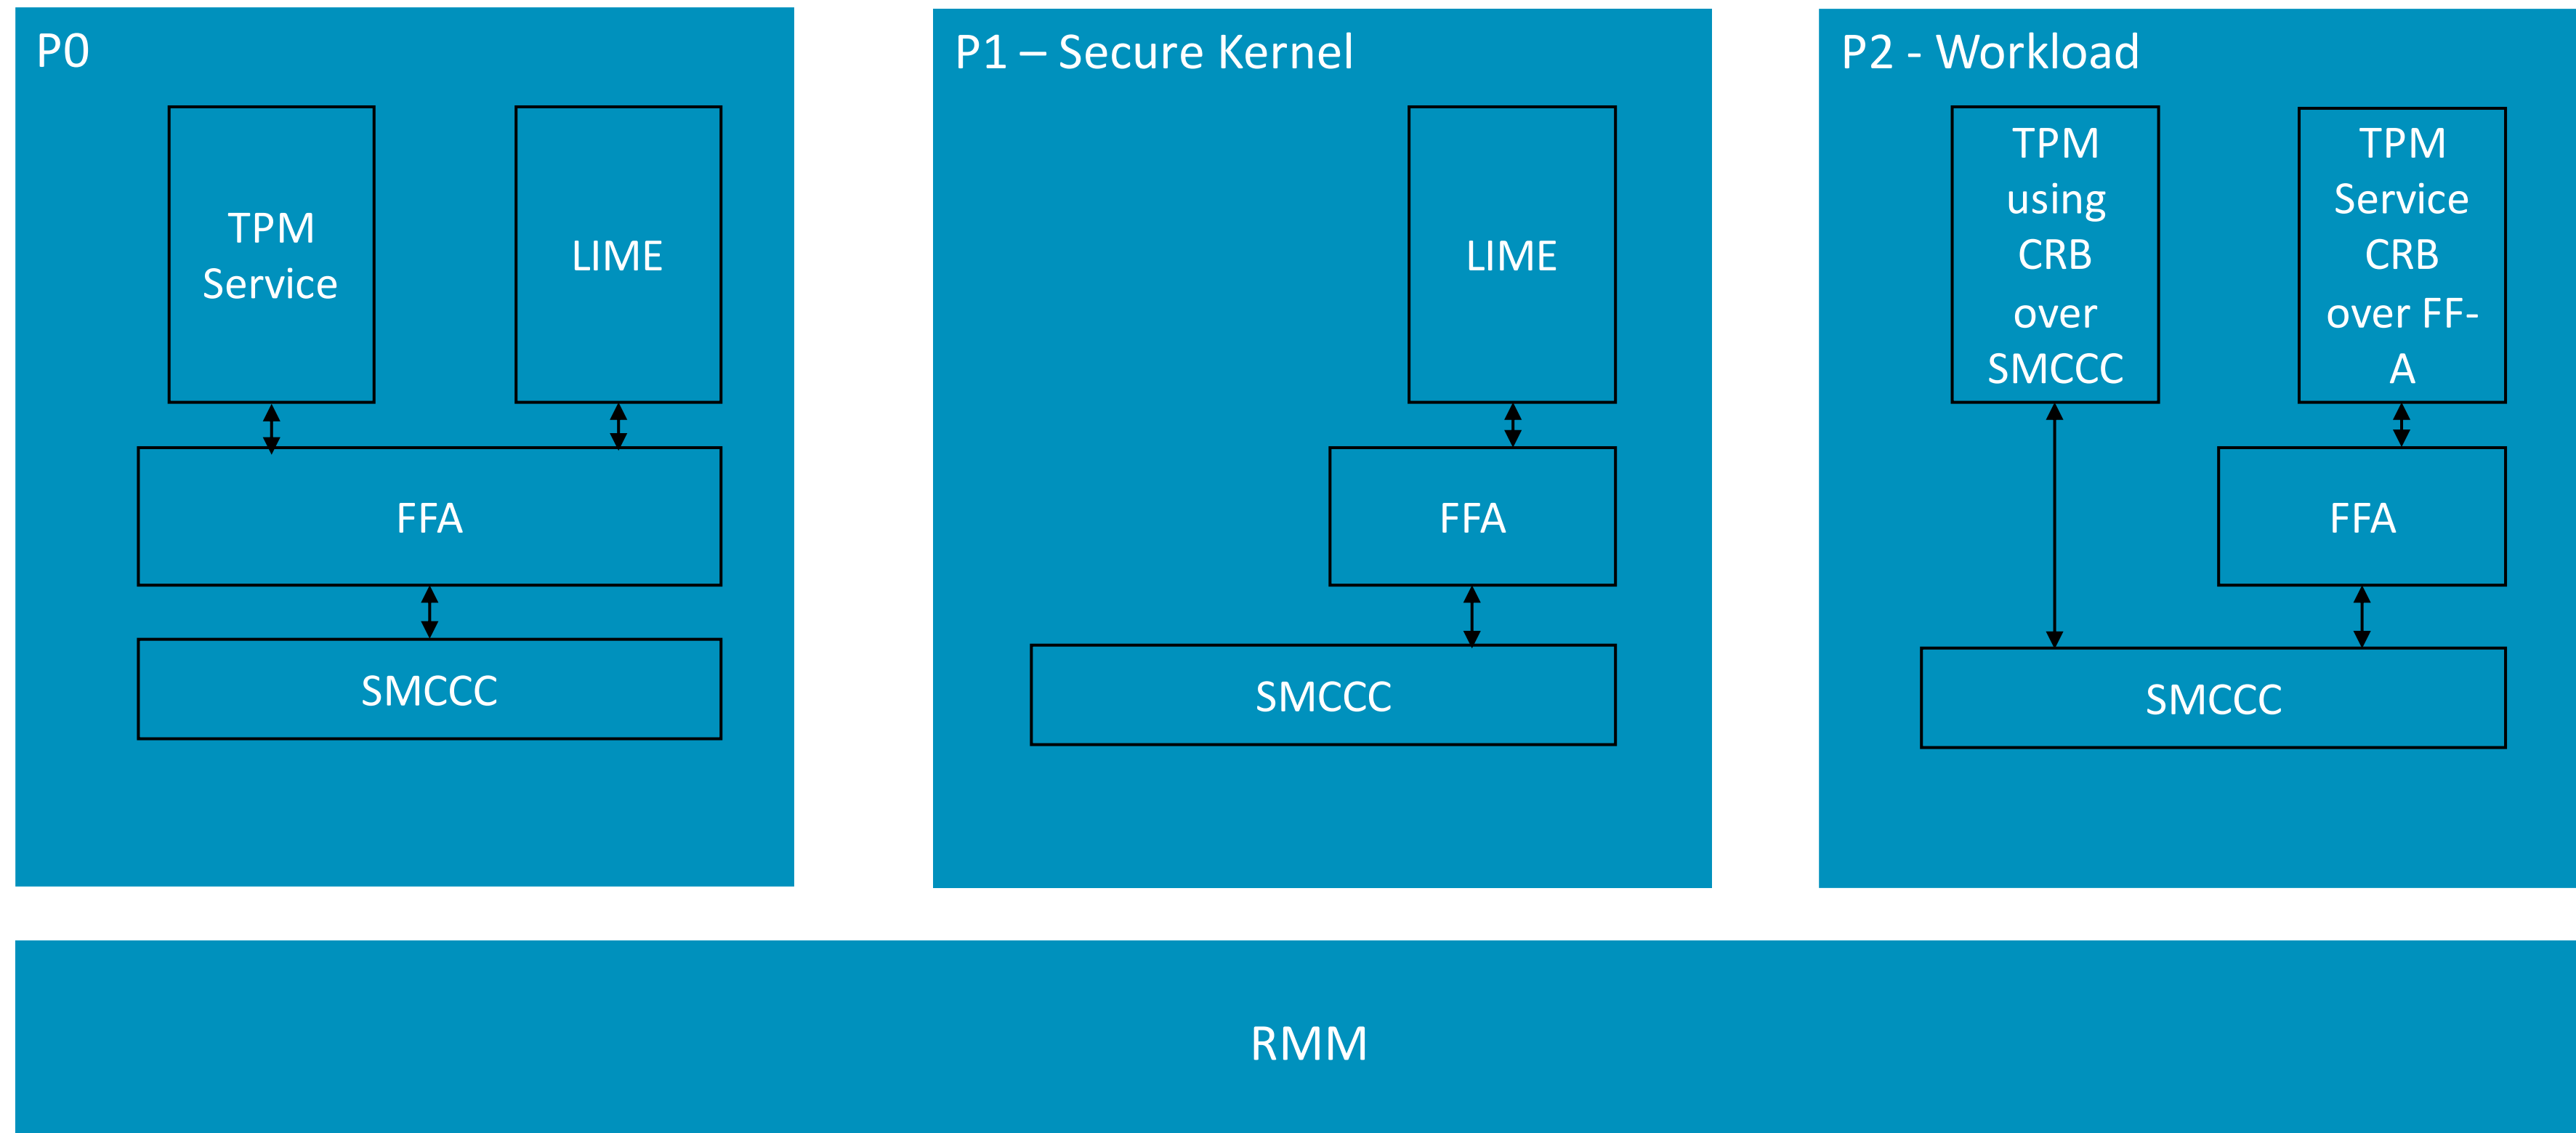 P0
TPM
Service
LIME
FFA
SMCCC
P1 – Secure Kernel
LIME
FFA
SMCCC
P2 - Workload
TPM
using
CRB
over
SMCCC
TPM
Service
CRB
over FF-
A
FFA
SMCCC
RMM